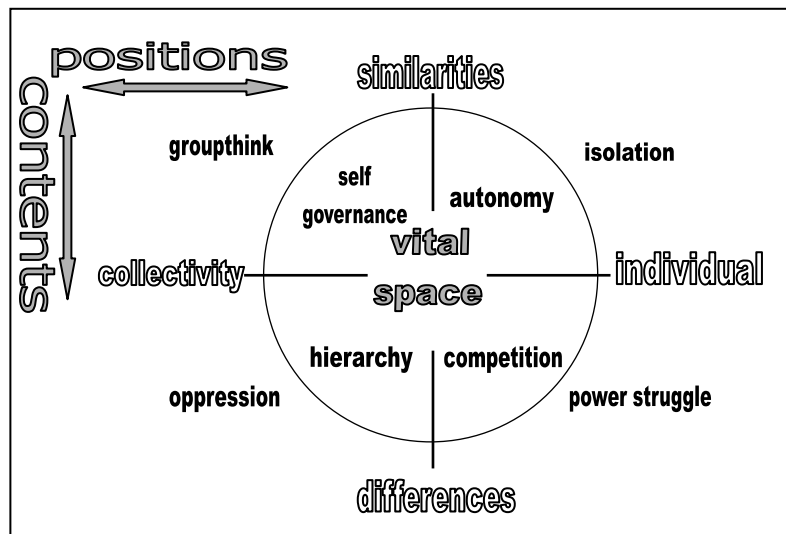 positions
contents
similarities
groupthink
isolation
self
governance
autonomy
vital
collectivity
individual
space
hierarchy
competition
oppression
power struggle
differences